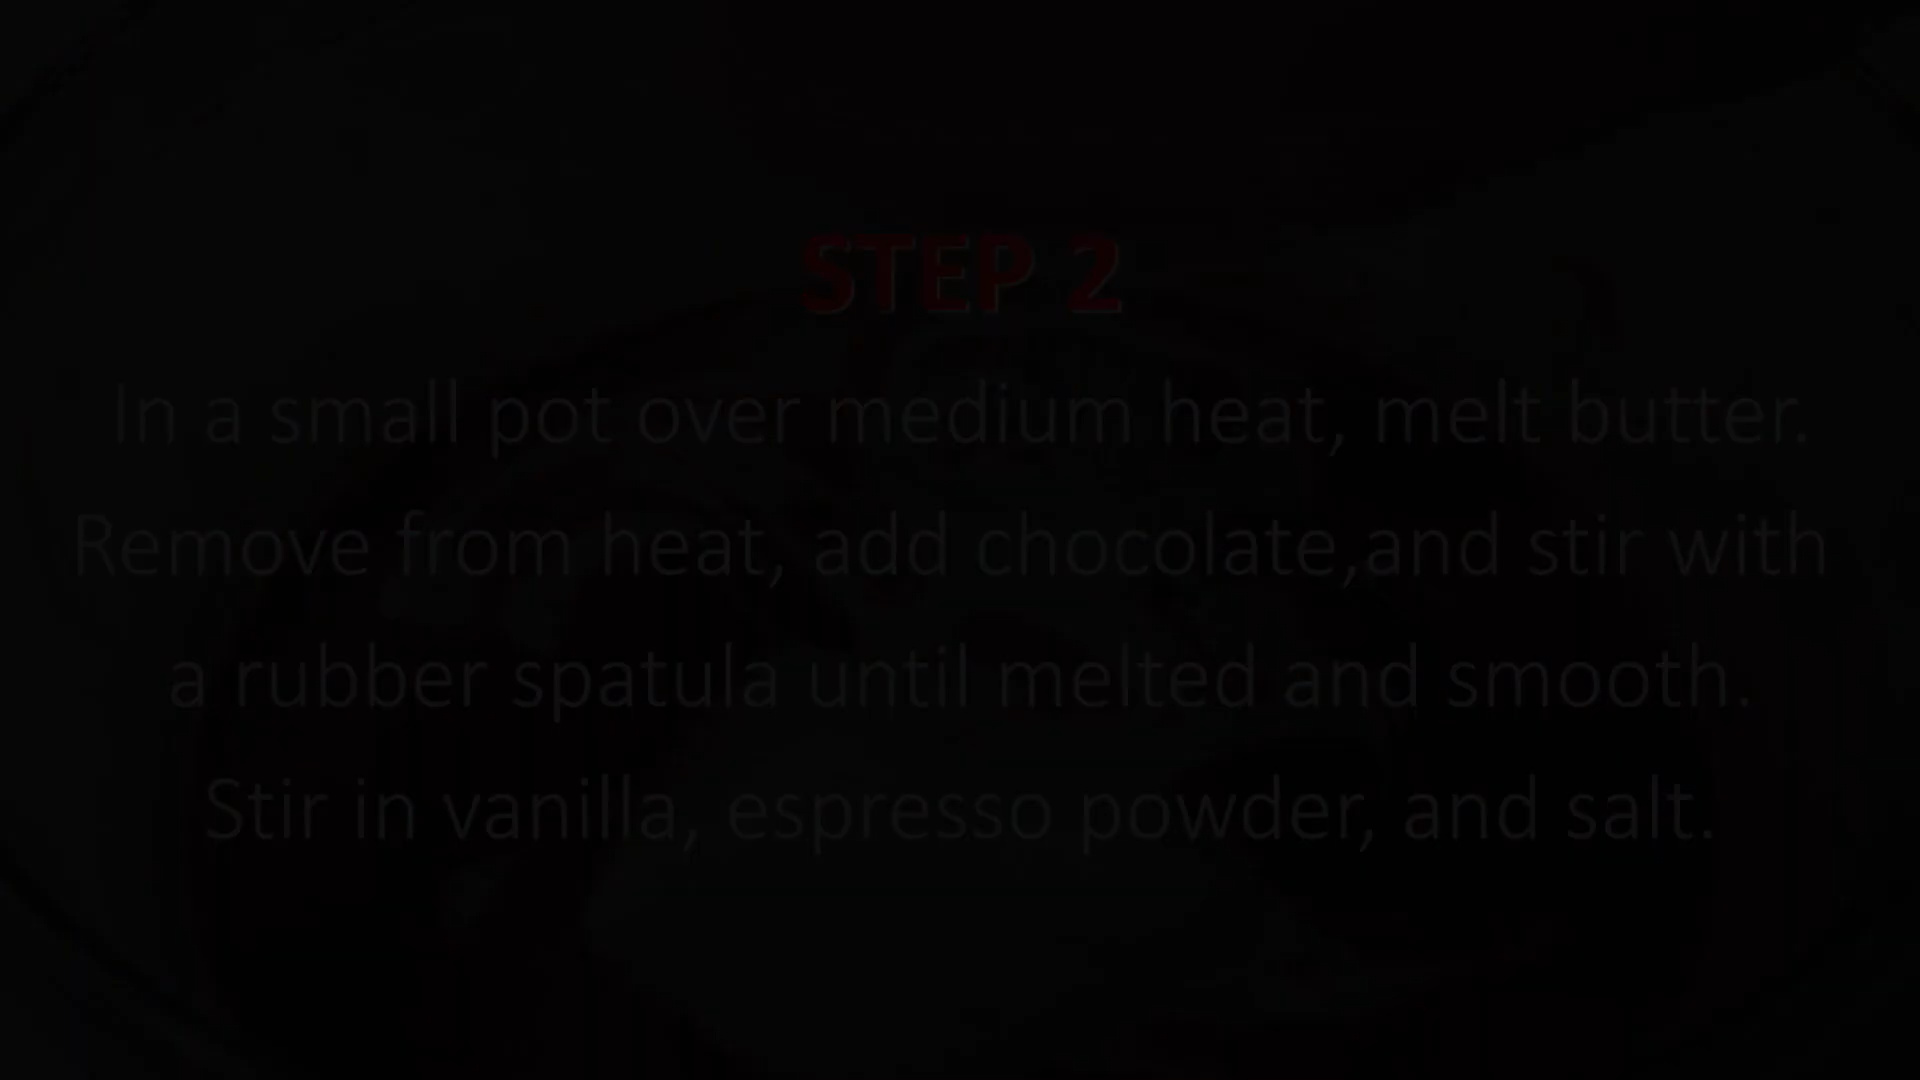 STEP 2
In a small pot over medium heat, melt butter.
Remove from heat, add chocolate,and stir with
a rubber spatula until melted and smooth.
Stir in vanilla, espresso powder, and salt.